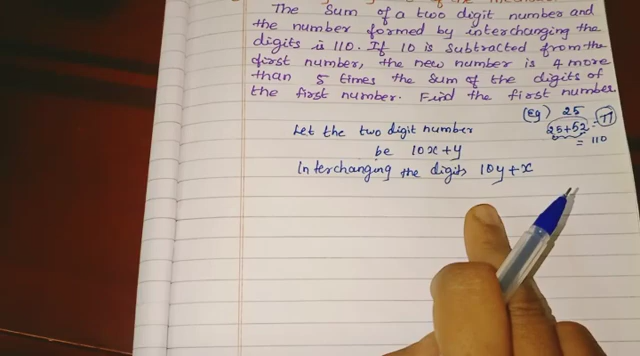 The Sum of a two digit number and
the number formed by interchanging the
digits is 110. If 10 is subtracted from the
first number, the new number is 4 more
than 5 times the sum of the digits of
the first number. Find the first number.
(Eg) 25
25+52 = 77
= 110
Let the two digit number
be 10x+y
Interchanging the digits 10y+x